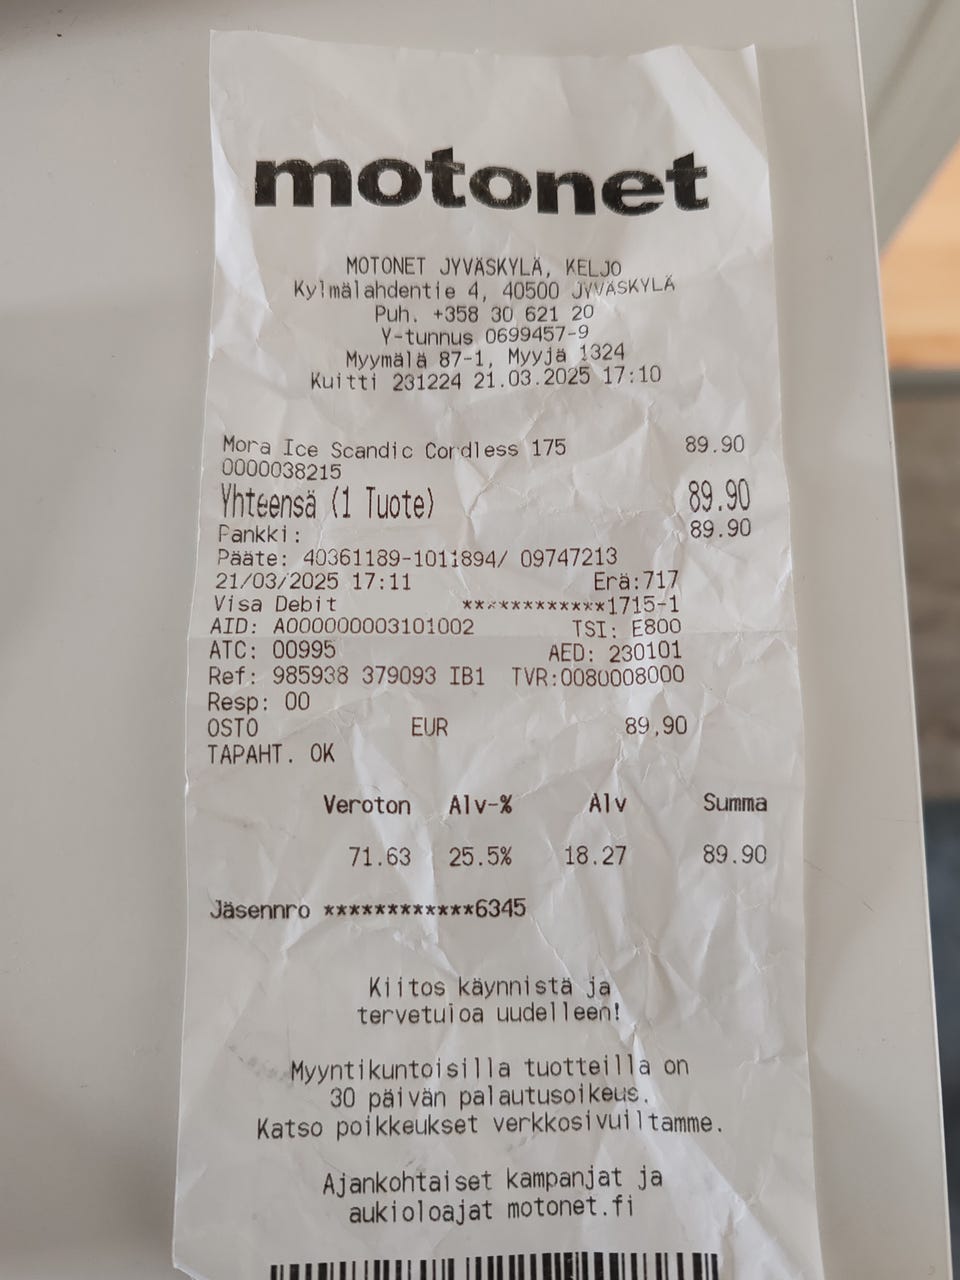 motonet
MOTONET JYVÄSKYLÄ, KELJO
Kylmälahdentie 4, 40500 JYVÄSKYLÄ
Puh. +358 30 621 20
Y-tunnus 0699457-9
Myymälä 87-1, Myyjä 1324
Kuitti 231224 21.03.2025 17:10
Mora Ice Scandic Cordless 175 89.90
0000038215
Yhteensä (1 Tuote) 89.90
Pankki: 89.90
Pääte: 40361189-1011894/ 09747213
21/03/2025 17:11 Erä:717
Visa Debit ************1715-1
AID: A0000000003101002 TSI: E800
ATC: 00995 AED: 230101
Ref: 985938 379093 IB1 TVR:0080008000
Resp: 00
OSTO EUR 89,90
TAPAHT. OK
Veroton Alv-% Alv Summa
71.63 25.5% 18.27 89.90
Jäsennro ************6345
Kiitos käynnistä ja
tervetuloa uudelleen!
Myyntikuntoisilla tuotteilla on
30 päivän palautusoikeus.
Katso poikkeukset verkkosivuiltamme.
Ajankohtaiset kampanjat ja
aukioloajat motonet.fi